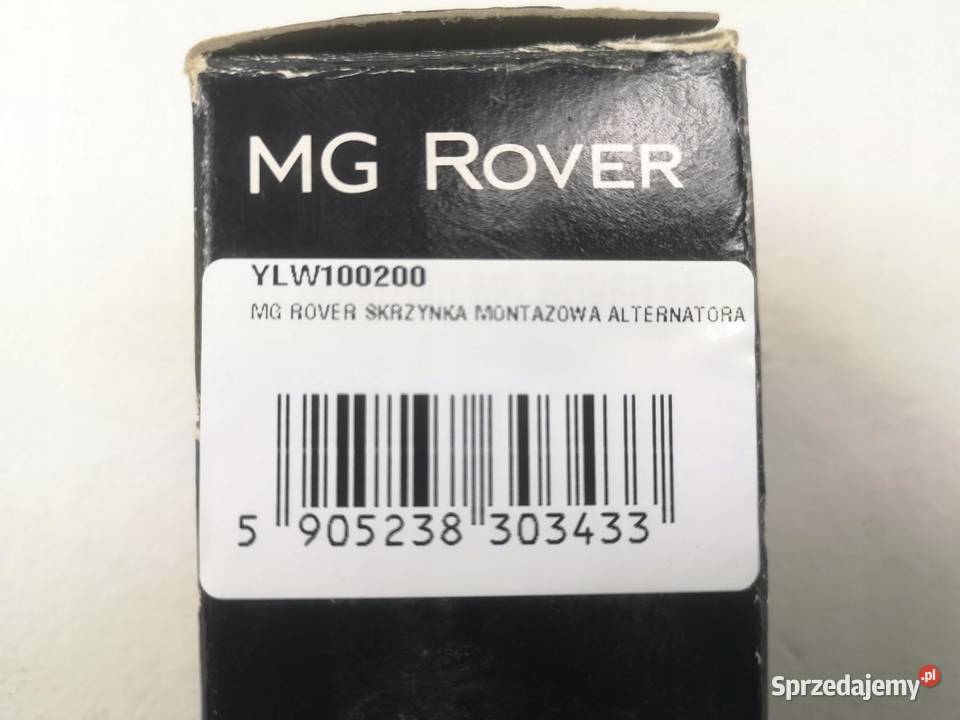 MG ROVER
YLW100200
MG ROVER SKRZYNKA MONTAZOWA ALTERNATORA
5 905238 303433
Sprzedajemy.pl